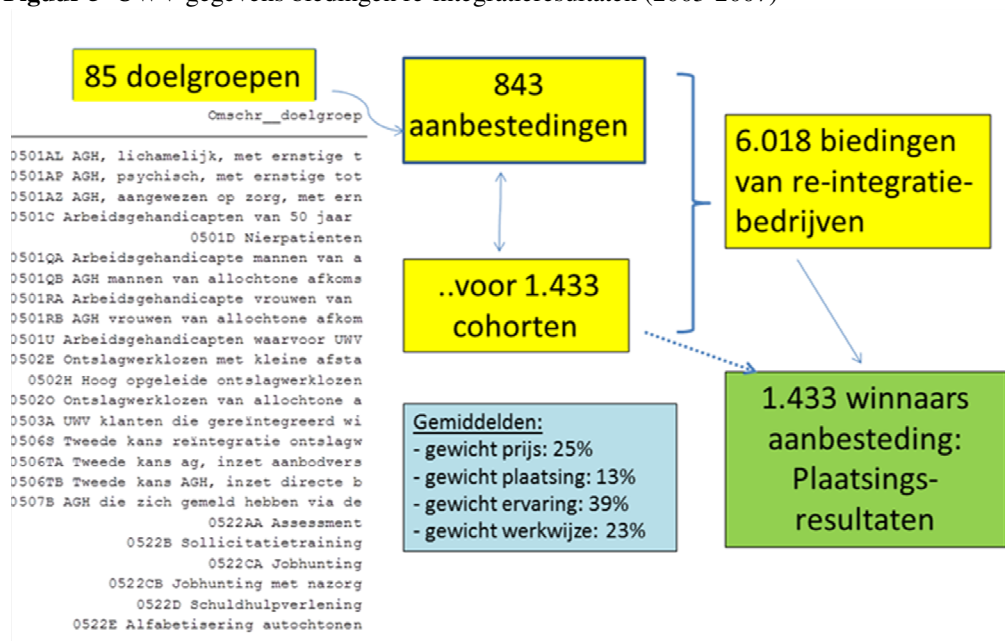 Figuur UWV-gegevens biedingen re-integratieresultaten
85 doelgroepen
Omschr__doelgroep
0501AL AGH, lichamelijk, met ernstige t
0501AP AGH, psychisch, met ernstige tot
0501AZ AGH, aangewezen op zorg, met ern
0501C Arbeidsgehandicapten van 50 jaar
0501D Nierpatienten
0501QA Arbeidsgehandicapte mannen van a
0501QB AGH mannen van allochtone afkoms
0501RA Arbeidsgehandicapte vrouwen van
0501RB AGH vrouwen van allochtone afkom
0501U Arbeidsgehandicapten waarvoor UWV
0502E Ontslagwerklozen met kleine afsta
0502H Hoog opgeleide ontslagwerklozen
0502O Ontslagwerklozen van allochtone a
0503A UWV klanten die gereïntegreerd wi
0506S Tweede kans reïntegratie ontslagw
0506TA Tweede kans ag, inzet aanbodvers
0506TB Tweede kans AGH, inzet directe b
0507B AGH die zich gemeld hebben via de
0522AA Assessment
0522B Sollicitatietraining
0522CA Jobhunting
0522CB Jobhunting met nazorg
0522D Schuldhulpverlening
0522E Alfabetisering autochtonen
843
aanbestedingen
..voor 1.433
cohorten
Gemiddelden:
- gewicht prijs: 25%
- gewicht plaatsing: 13%
- gewicht ervaring: 39%
- gewicht werkwijze: 23%
6.018 biedingen
van re-integratie-
bedrijven
1.433 winnaars
aanbesteding:
Plaatsings-
resultaten